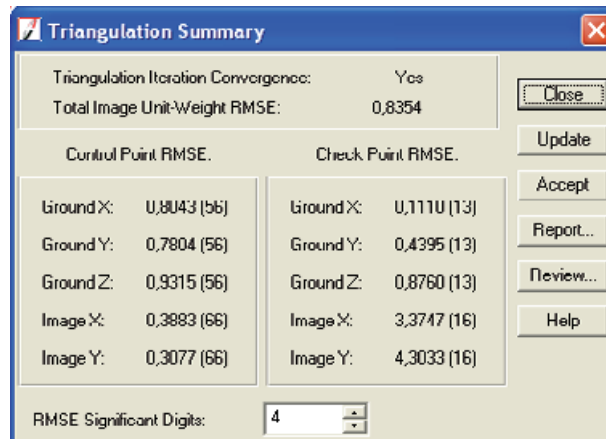 Triangulation Summary
Triangulation Iteration Convergence: Yes
Total Image Unit-Weight RMSE: 0,8354
Close
Update
Accept
Report...
Review...
Help
Control Point RMSE. Check Point RMSE.
Ground X: 0,8043 (56) Ground X: 0,1110 (13)
Ground Y: 0,7804 (56) Ground Y: 0,4395 (13)
Ground Z: 0,9315 (56) Ground Z: 0,8760 (13)
Image X: 0,3883 (66) Image X: 3,3747 (16)
Image Y: 0,3077 (66) Image Y: 4,3033 (16)
RMSE Significant Digits: 4